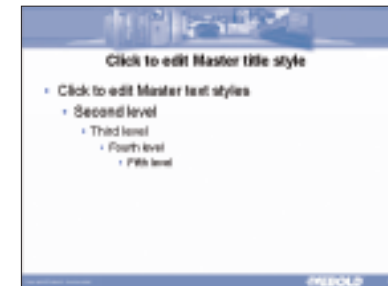 Click to edit Master title style
Click to edit Master text styles
Second level
Third level
Fourth level
Fifth level
DIEBOLD